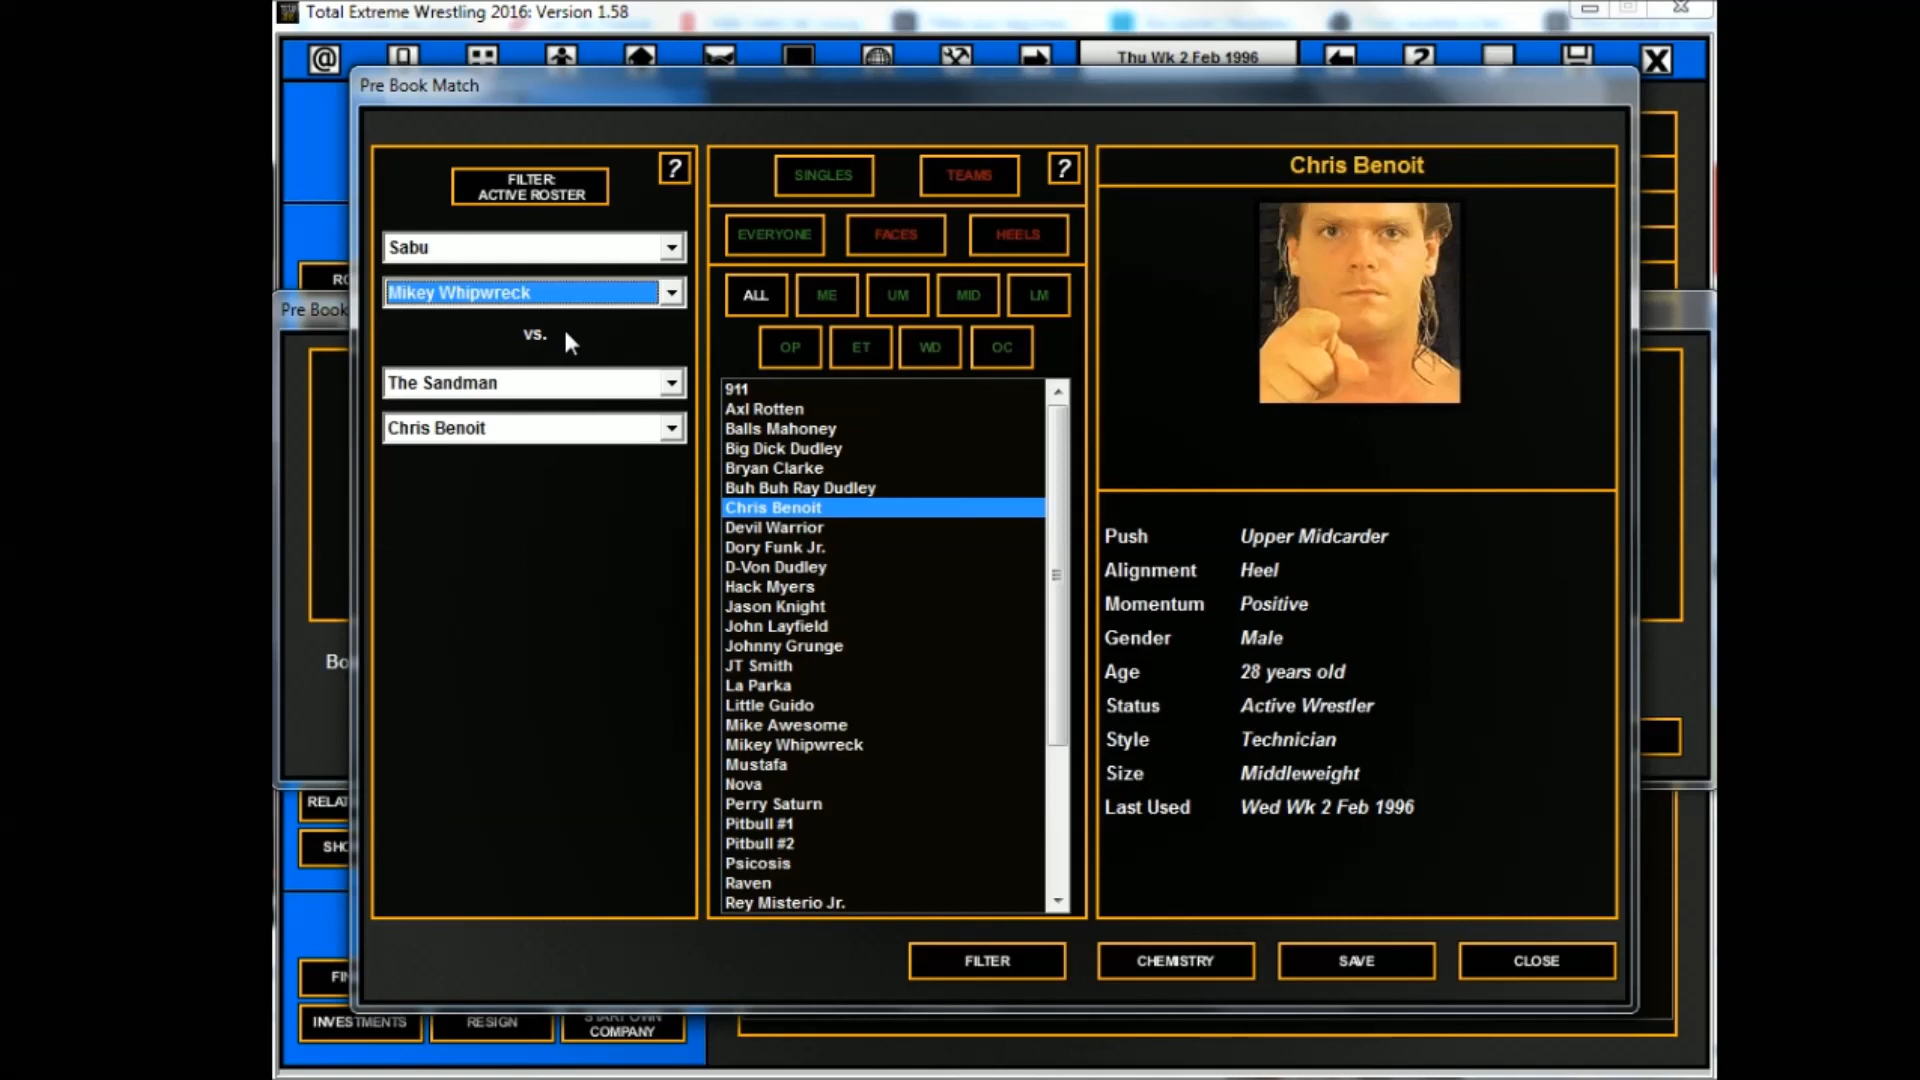 Total Extreme Wrestling 2016: Version 1.58
Thu Wk 2 Feb 1996
Pre Book Match
FILTER:
ACTIVE ROSTER
?
Sabu
Mikey Whipwreck
vs.
The Sandman
Chris Benoit
SINGLES
TEAMS
?
EVERYONE
FACES
HEELS
ALL
ME
UM
MID
LM
OP
ET
WD
OC
911
Axl Rotten
Balls Mahoney
Big Dick Dudley
Bryan Clarke
Buh Buh Ray Dudley
Chris Benoit
Devil Warrior
Dory Funk Jr.
D-Von Dudley
Hack Myers
Jason Knight
John Layfield
Johnny Grunge
JT Smith
La Parka
Little Guido
Mike Awesome
Mikey Whipwreck
Mustafa
Nova
Perry Saturn
Pitbull #1
Pitbull #2
Psicosis
Raven
Rey Misterio Jr.
Chris Benoit
Push Upper Midcarder
Alignment Heel
Momentum Positive
Gender Male
Age 28 years old
Status Active Wrestler
Style Technician
Size Middleweight
Last Used Wed Wk 2 Feb 1996
FILTER
CHEMISTRY
SAVE
CLOSE
Pre Book
INVESTMENTS
RESIGN
START OWN
COMPANY